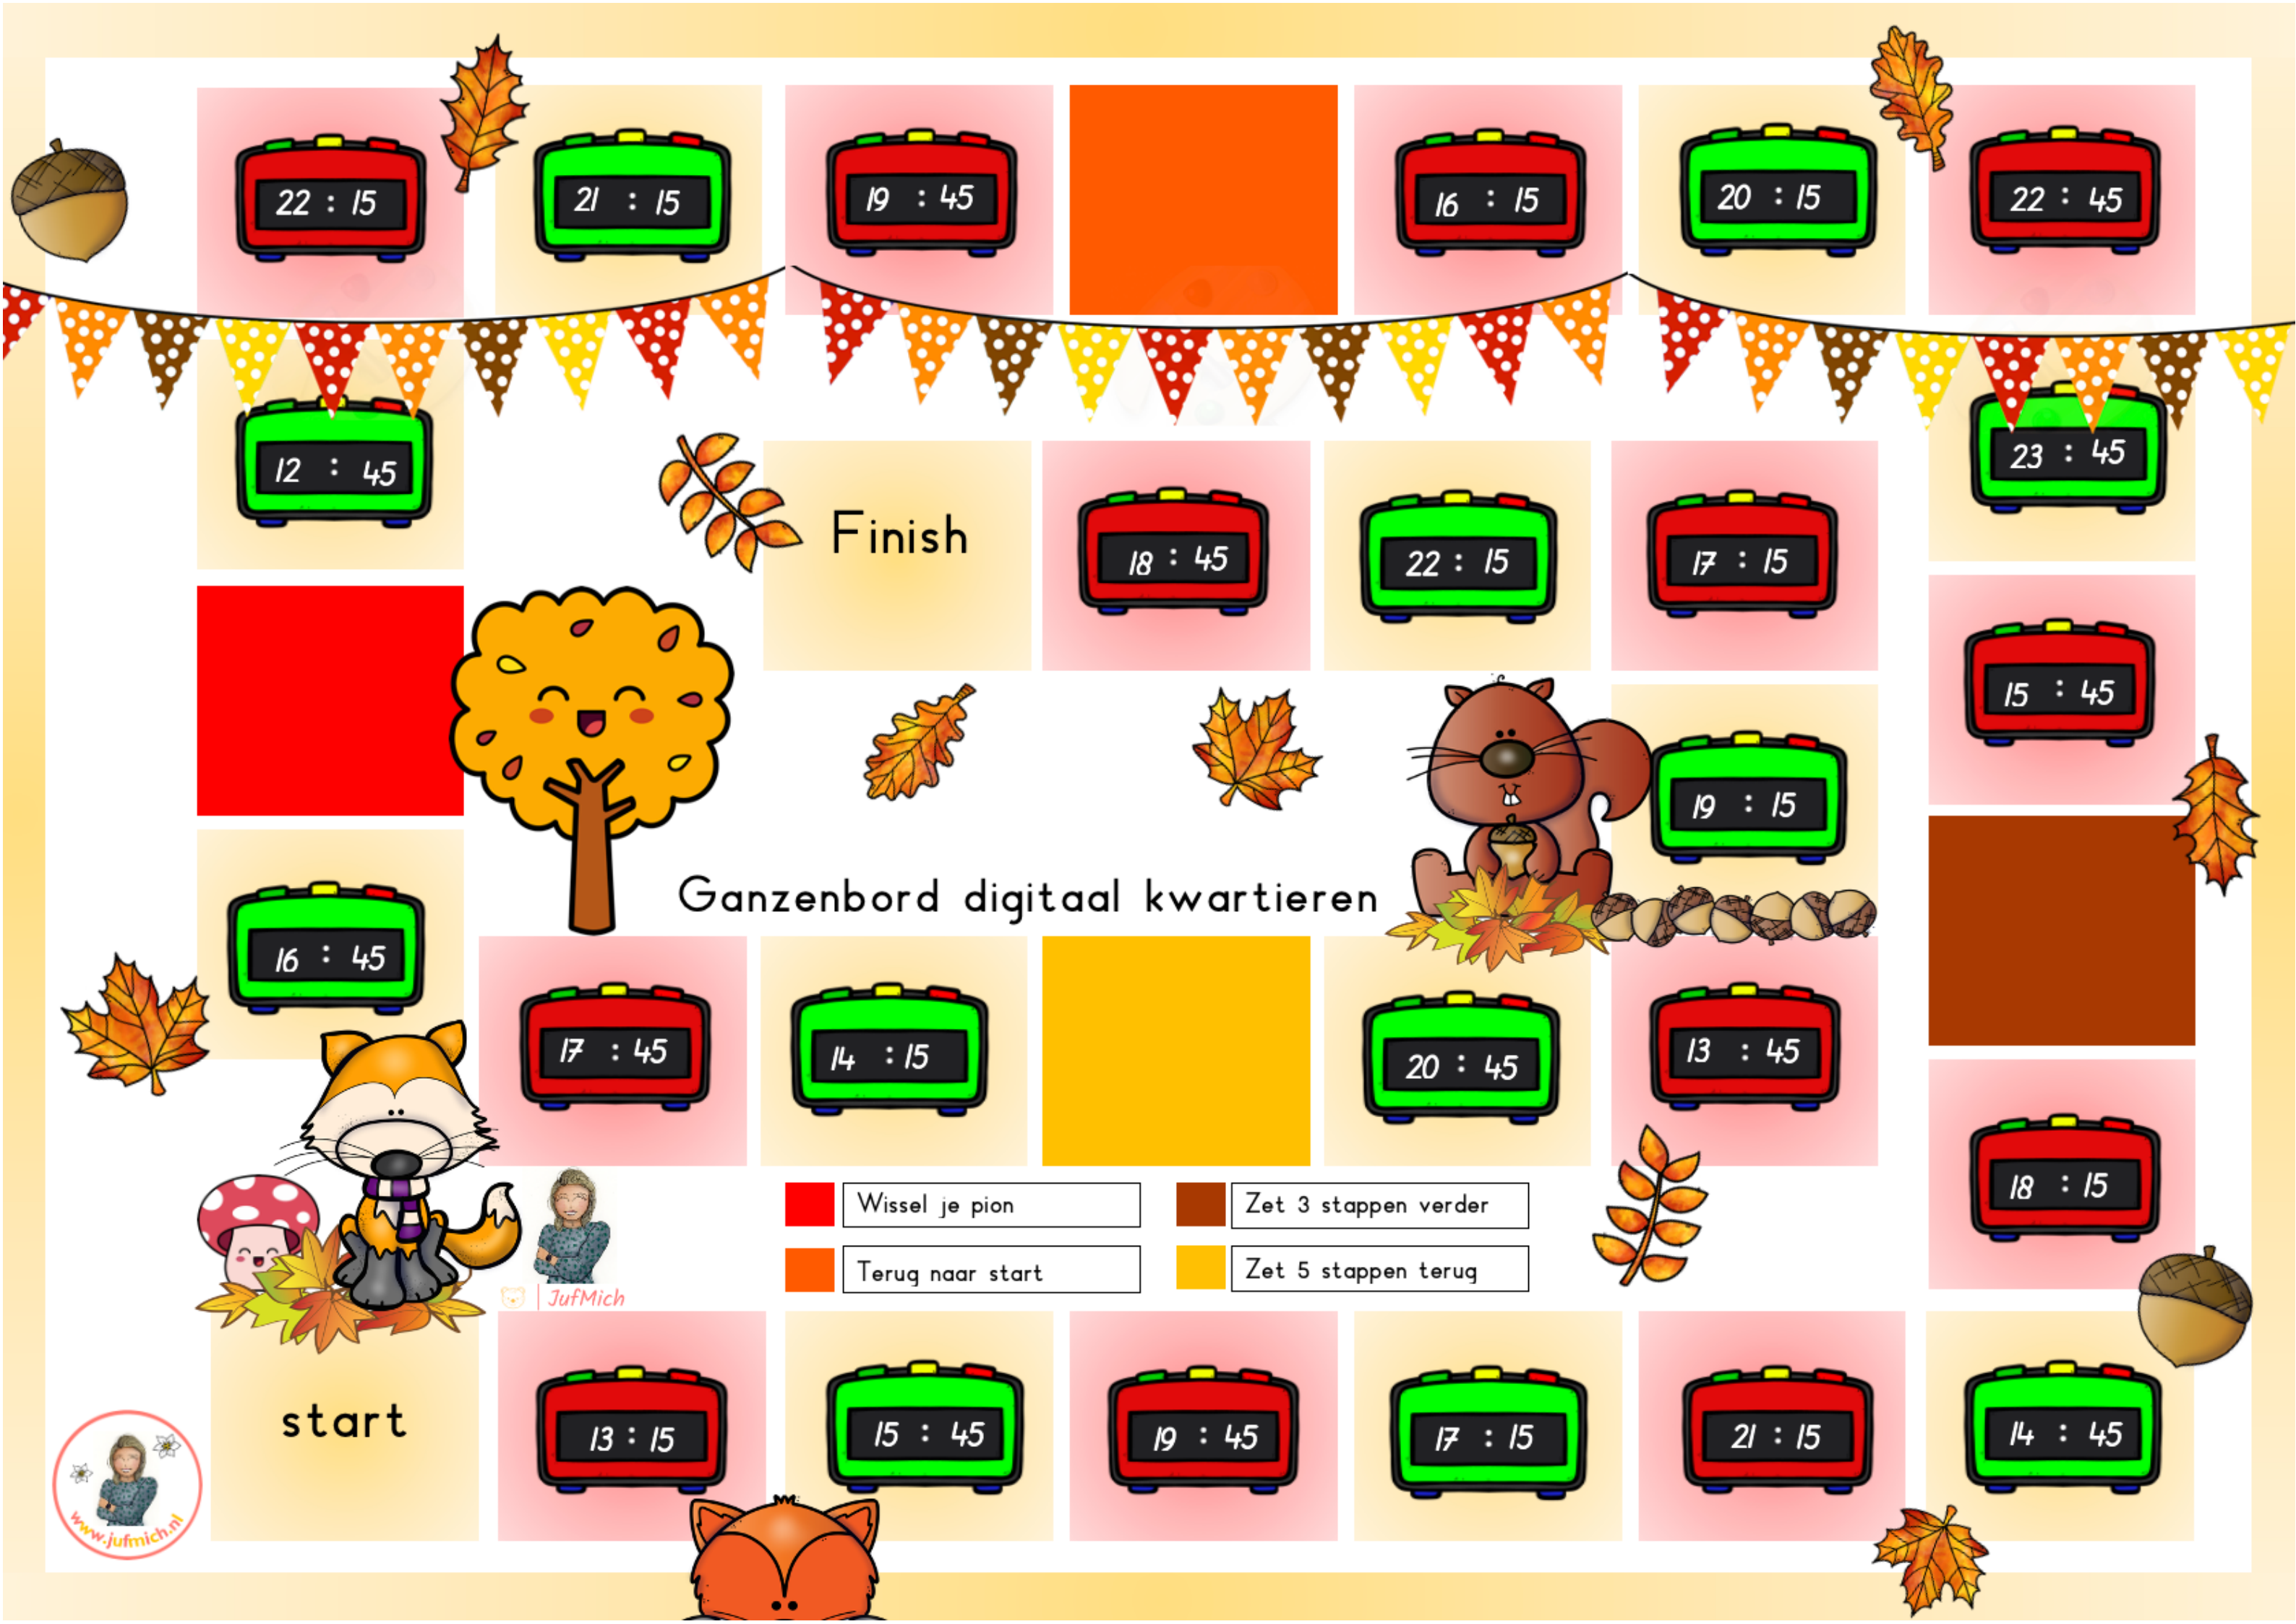 22 : 15
21 : 15
19 : 45
16 : 15
20 : 15
22 : 45
12 : 45
23 : 45
Finish
18 : 45
22 : 15
17 : 15
15 : 45
19 : 15
Ganzenbord digitaal kwartieren
16 : 45
17 : 45
14 : 15
20 : 45
13 : 45
18 : 15
Wissel je pion
Zet 3 stappen verder
Terug naar start
Zet 5 stappen terug
JufMich
start
13 : 15
15 : 45
19 : 45
17 : 15
21 : 15
14 : 45
www.jufmich.nl